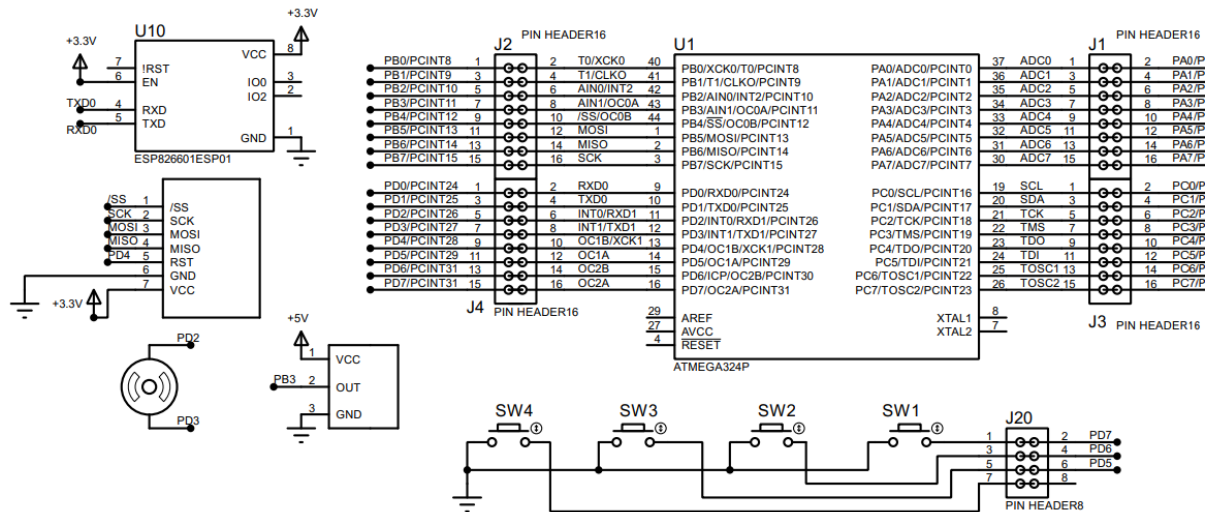 U10
+3.3V
+3.3V
7 !RST
6 EN
TXD0 4 RXD
RXD0 5 TXD
VCC 8
IO0 3
IO2 2
GND 1
ESP826601ESP01
/SS 1 /SS
SCK 2 SCK
MOSI 3 MOSI
MISO 4 MISO
PD4 5 RST
6 GND
7 VCC
+3.3V
PD2
PD3
+5V
1 VCC
PB3 2 OUT
3 GND
J2 PIN HEADER16
PB0/PCINT8 1 2 T0/XCK0 40
PB1/PCINT9 3 4 T1/CLKO 41
PB2/PCINT10 5 6 AIN0/INT2 42
PB3/PCINT11 7 8 AIN1/OC0A 43
PB4/PCINT12 9 10 /SS/OC0B 44
PB5/PCINT13 11 12 MOSI 1
PB6/PCINT14 13 14 MISO 2
PB7/PCINT15 15 16 SCK 3
PD0/PCINT24 1 2 RXD0 9
PD1/PCINT25 3 4 TXD0 10
PD2/PCINT26 5 6 INT0/RXD1 11
PD3/PCINT27 7 8 INT1/TXD1 12
PD4/PCINT28 9 10 OC1B/XCK1 13
PD5/PCINT29 11 12 OC1A 14
PD6/PCINT31 13 14 OC2B 15
PD7/PCINT31 15 16 OC2A 16
J4 PIN HEADER16
U1
PB0/XCK0/T0/PCINT8
PB1/T1/CLKO/PCINT9
PB2/AIN0/INT2/PCINT10
PB3/AIN1/OC0A/PCINT11
PB4/SS/OC0B/PCINT12
PB5/MOSI/PCINT13
PB6/MISO/PCINT14
PB7/SCK/PCINT15
PD0/RXD0/PCINT24
PD1/TXD0/PCINT25
PD2/INT0/RXD1/PCINT26
PD3/INT1/TXD1/PCINT27
PD4/OC1B/XCK1/PCINT28
PD5/OC1A/PCINT29
PD6/ICP/OC2B/PCINT30
PD7/OC2A/PCINT31
29 AREF
27 AVCC
4 RESET
ATMEGA324P
PA0/ADC0/PCINT0
PA1/ADC1/PCINT1
PA2/ADC2/PCINT2
PA3/ADC3/PCINT3
PA4/ADC4/PCINT4
PA5/ADC5/PCINT5
PA6/ADC6/PCINT6
PA7/ADC7/PCINT7
PC0/SCL/PCINT16
PC1/SDA/PCINT17
PC2/TCK/PCINT18
PC3/TMS/PCINT19
PC4/TDO/PCINT20
PC5/TDI/PCINT21
PC6/TOSC1/PCINT22
PC7/TOSC2/PCINT23
XTAL1 8
XTAL2 7
J1 PIN HEADER16
37 ADC0 1 2 PA0/P
36 ADC1 3 4 PA1/P
35 ADC2 5 6 PA2/P
34 ADC3 7 8 PA3/P
33 ADC4 9 10 PA4/P
32 ADC5 11 12 PA5/P
31 ADC6 13 14 PA6/P
30 ADC7 15 16 PA7/P
19 SCL 1 2 PC0/P
20 SDA 3 4 PC1/P
21 TCK 5 6 PC2/P
22 TMS 7 8 PC3/P
23 TDO 9 10 PC4/P
24 TDI 11 12 PC5/P
25 TOSC1 13 14 PC6/P
26 TOSC2 15 16 PC7/P
J3 PIN HEADER16
SW4 SW3 SW2 SW1 J20
1 2 PD7
3 4 PD6
5 6 PD5
7 8
PIN HEADER8